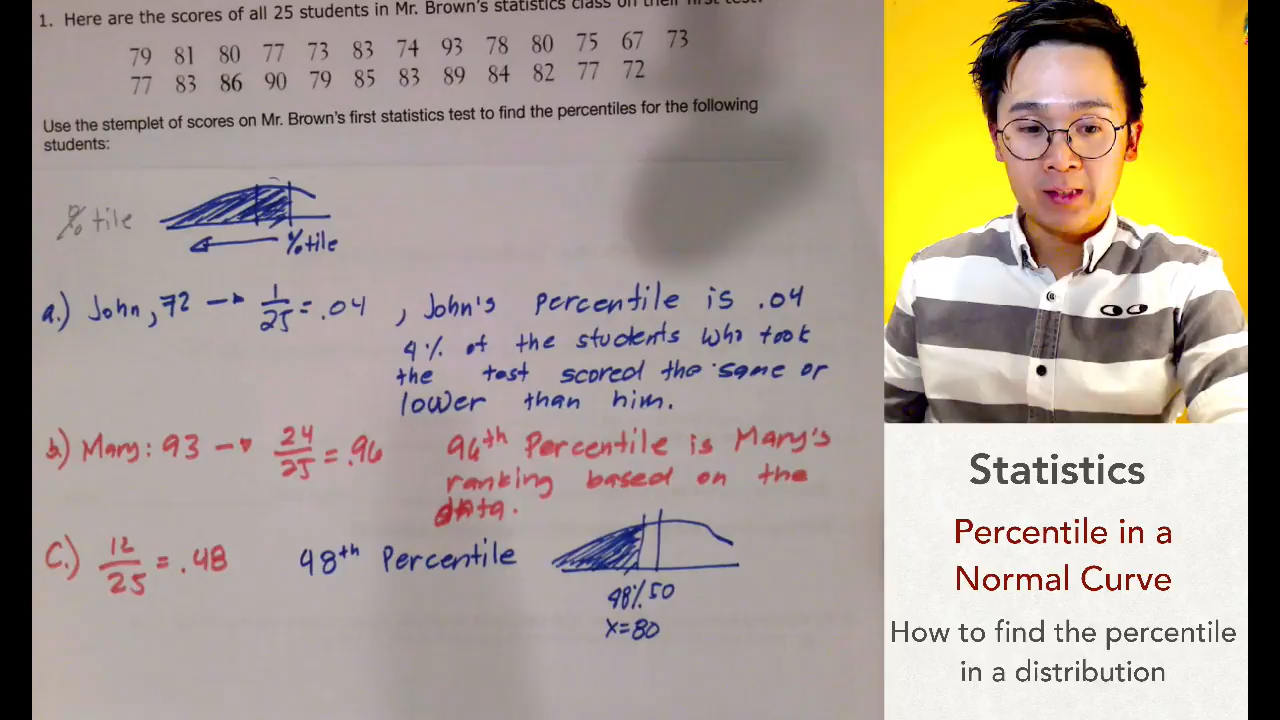 1. Here are the scores of all 25 students in Mr. Brown's statistics class on their first test:
79 81 80 77 73 83 74 93 78 80 75 67 73
77 83 86 90 79 85 83 89 84 82 77 72
Use the stemplet of scores on Mr. Brown's first statistics test to find the percentiles for the following
students:
%tile
%tile
a.) John, 72 → 1/25 = .04 , John's percentile is .04
4% of the students who took
the test scored the same or
lower than him.
b.) Mary: 93 → 24/25 = .96 96th Percentile is Mary's
ranking based on the
data.
C.) 12/25 = .48 48th Percentile
48% 50
x=80
Statistics
Percentile in a
Normal Curve
How to find the percentile
in a distribution